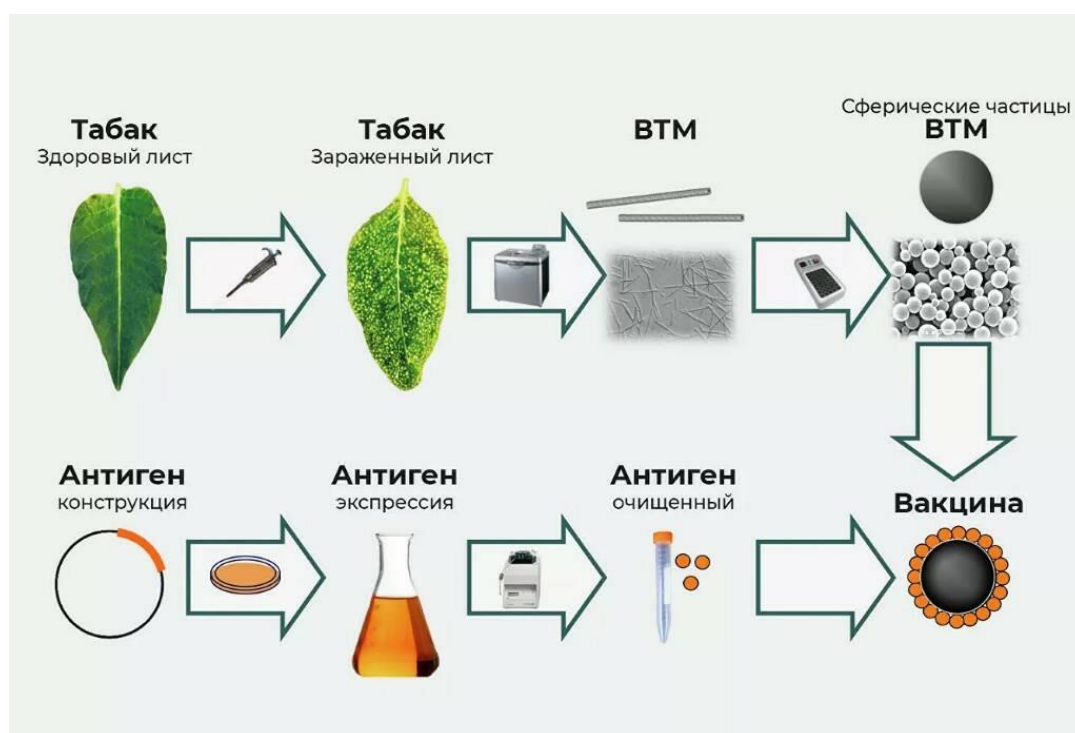 Табак
Здоровый лист
Табак
Зараженный лист
ВТМ
Сферические частицы
ВТМ
Антиген
конструкция
Антиген
экспрессия
Антиген
очищенный
Вакцина